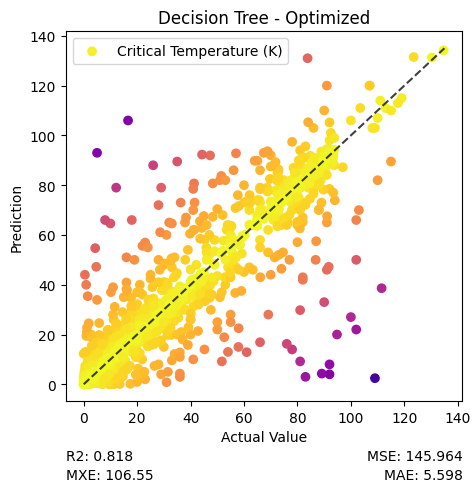 Decision Tree - Optimized
Critical Temperature (K)
140
120
100
80
60
40
20
0
Prediction
0 20 40 60 80 100 120 140
Actual Value
R2: 0.818 MSE: 145.964
MXE: 106.55 MAE: 5.598